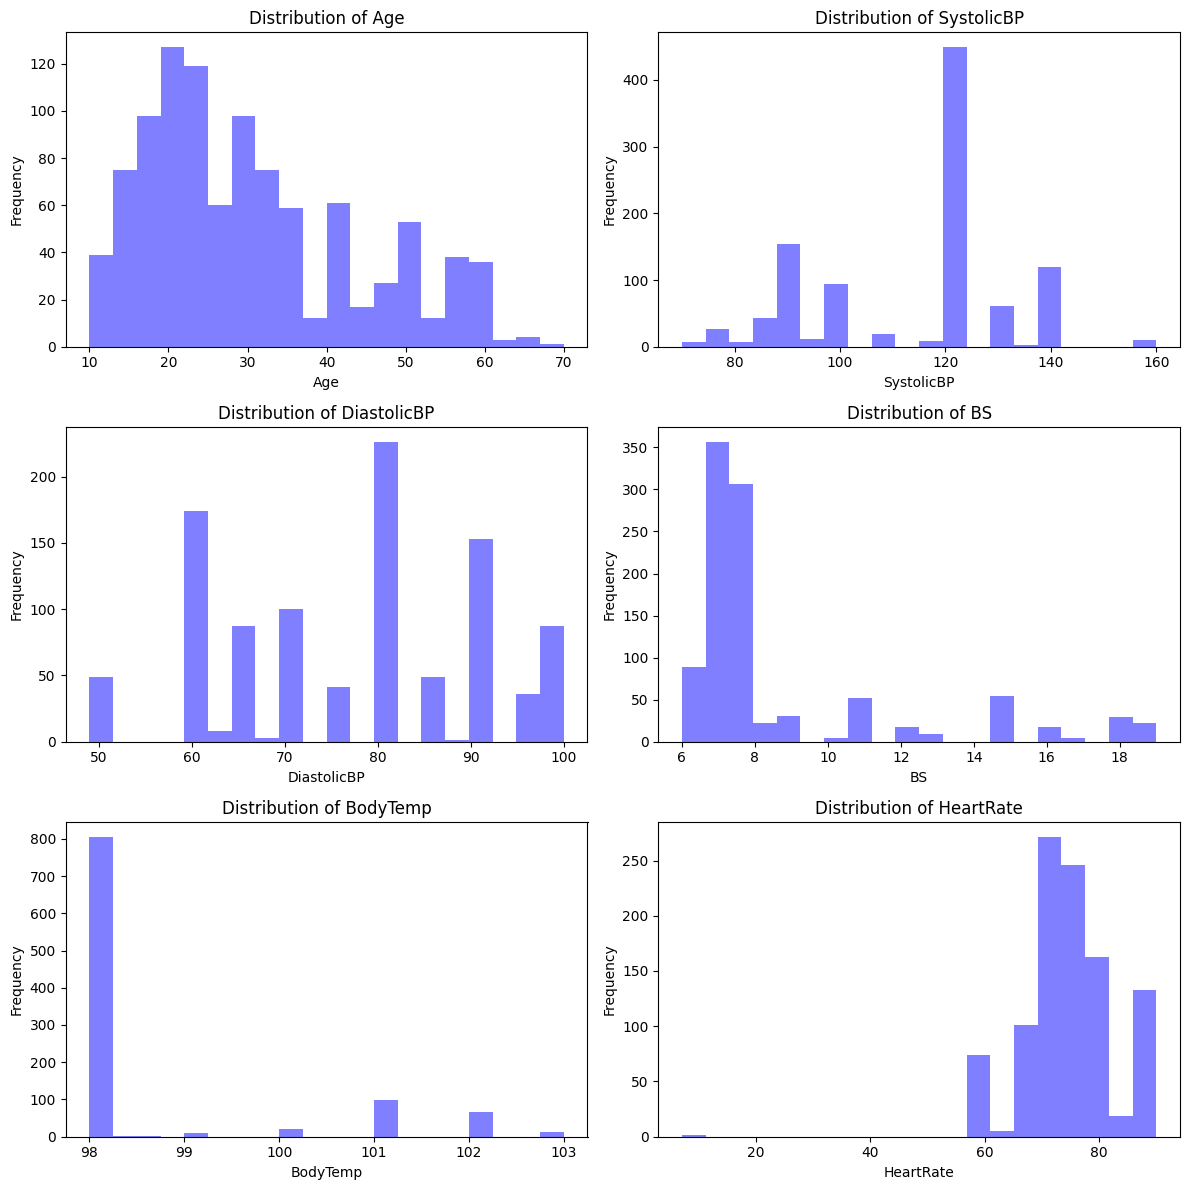 Distribution of Age
120
100
80
60
40
20
0
Frequency
10 20 30 40 50 60 70
Age
Distribution of SystolicBP
400
300
200
100
0
Frequency
80 100 120 140 160
SystolicBP
Distribution of DiastolicBP
200
150
100
50
0
Frequency
50 60 70 80 90 100
DiastolicBP
Distribution of BS
350
300
250
200
150
100
50
0
Frequency
6 8 10 12 14 16 18
BS
Distribution of BodyTemp
800
700
600
500
400
300
200
100
0
Frequency
98 99 100 101 102 103
BodyTemp
Distribution of HeartRate
250
200
150
100
50
0
Frequency
20 40 60 80
HeartRate